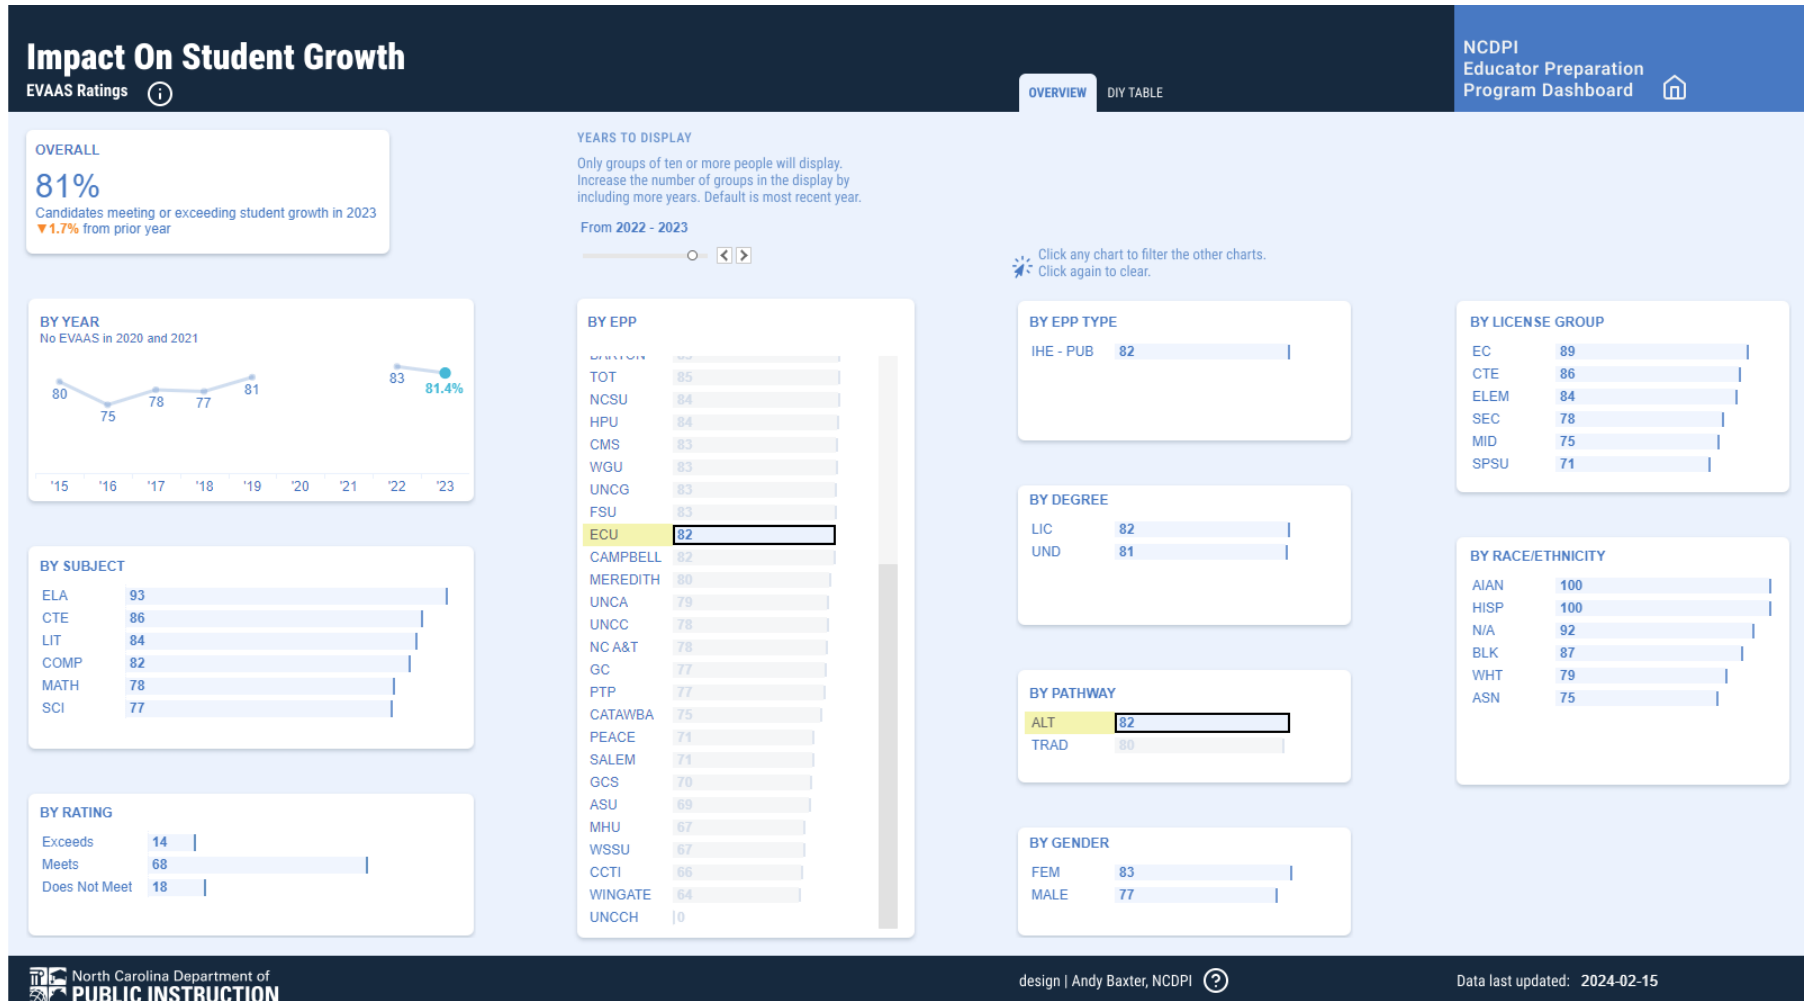 Impact On Student Growth
EVAAS Ratings
OVERVIEW
DIY TABLE
NCDPI
Educator Preparation
Program Dashboard
OVERALL
81%
Candidates meeting or exceeding student growth in 2023
▼1.7% from prior year
YEARS TO DISPLAY
Only groups of ten or more people will display.
Increase the number of groups in the display by
including more years. Default is most recent year.
From 2022 - 2023
Click any chart to filter the other charts.
Click again to clear.
BY YEAR
No EVAAS in 2020 and 2021
80
75
78
77
81
83
81.4%
'15 '16 '17 '18 '19 '20 '21 '22 '23
BY SUBJECT
ELA 93
CTE 86
LIT 84
COMP 82
MATH 78
SCI 77
BY RATING
Exceeds 14
Meets 68
Does Not Meet 18
BY EPP
BARTON
TOT 85
NCSU 84
HPU 84
CMS 83
WGU 83
UNCG 83
FSU 83
ECU 82
CAMPBELL 82
MEREDITH 80
UNCA 79
UNCC 78
NC A&T 78
GC 77
PTP 77
CATAWBA 75
PEACE 71
SALEM 71
GCS 70
ASU 69
MHU 67
WSSU 67
CCTI 66
WINGATE 64
UNCCH 0
BY EPP TYPE
IHE - PUB 82
BY DEGREE
LIC 82
UND 81
BY PATHWAY
ALT 82
TRAD 80
BY GENDER
FEM 83
MALE 77
BY LICENSE GROUP
EC 89
CTE 86
ELEM 84
SEC 78
MID 75
SPSU 71
BY RACE/ETHNICITY
AIAN 100
HISP 100
N/A 92
BLK 87
WHT 79
ASN 75
North Carolina Department of
PUBLIC INSTRUCTION
design | Andy Baxter, NCDPI
Data last updated: 2024-02-15